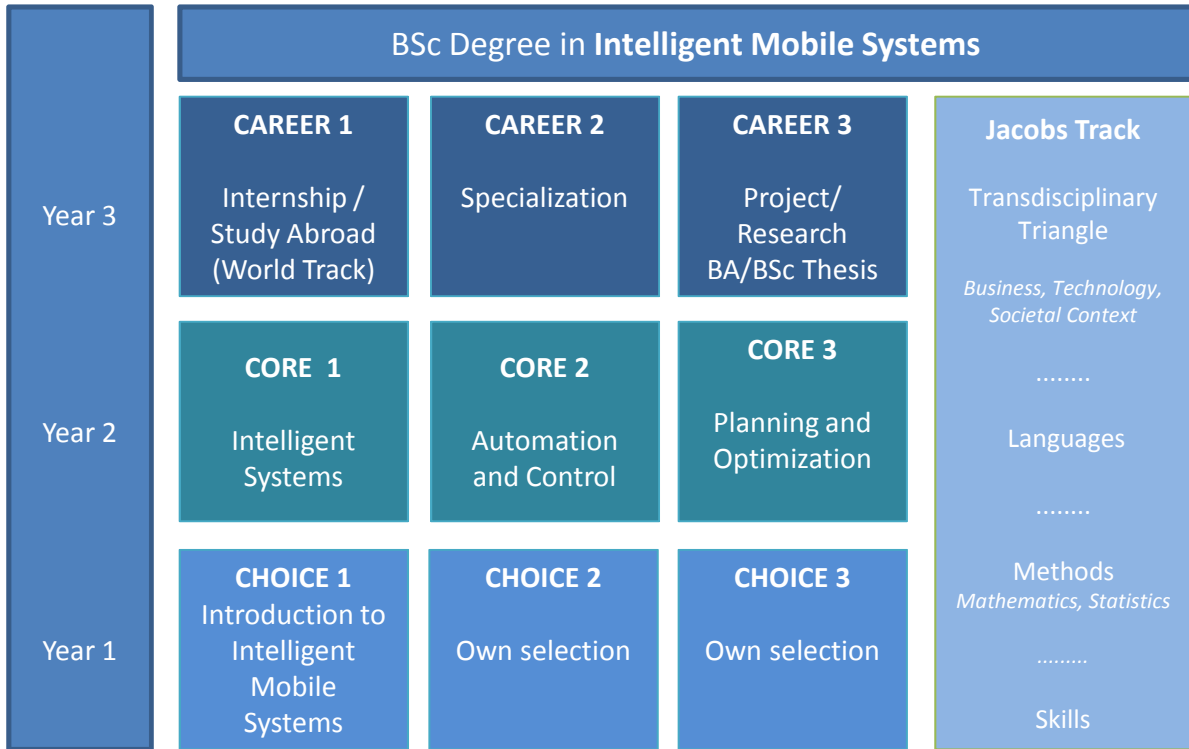 BSc Degree in Intelligent Mobile Systems
Year 3
CAREER 1
Internship /
Study Abroad
(World Track)
CAREER 2
Specialization
CAREER 3
Project/
Research
BA/BSc Thesis
Year 2
CORE 1
Intelligent
Systems
CORE 2
Automation
and Control
CORE 3
Planning and
Optimization
Year 1
CHOICE 1
Introduction to
Intelligent
Mobile
Systems
CHOICE 2
Own selection
CHOICE 3
Own selection
Jacobs Track
Transdisciplinary
Triangle
Business, Technology,
Societal Context
........
Languages
........
Methods
Mathematics, Statistics
.........
Skills